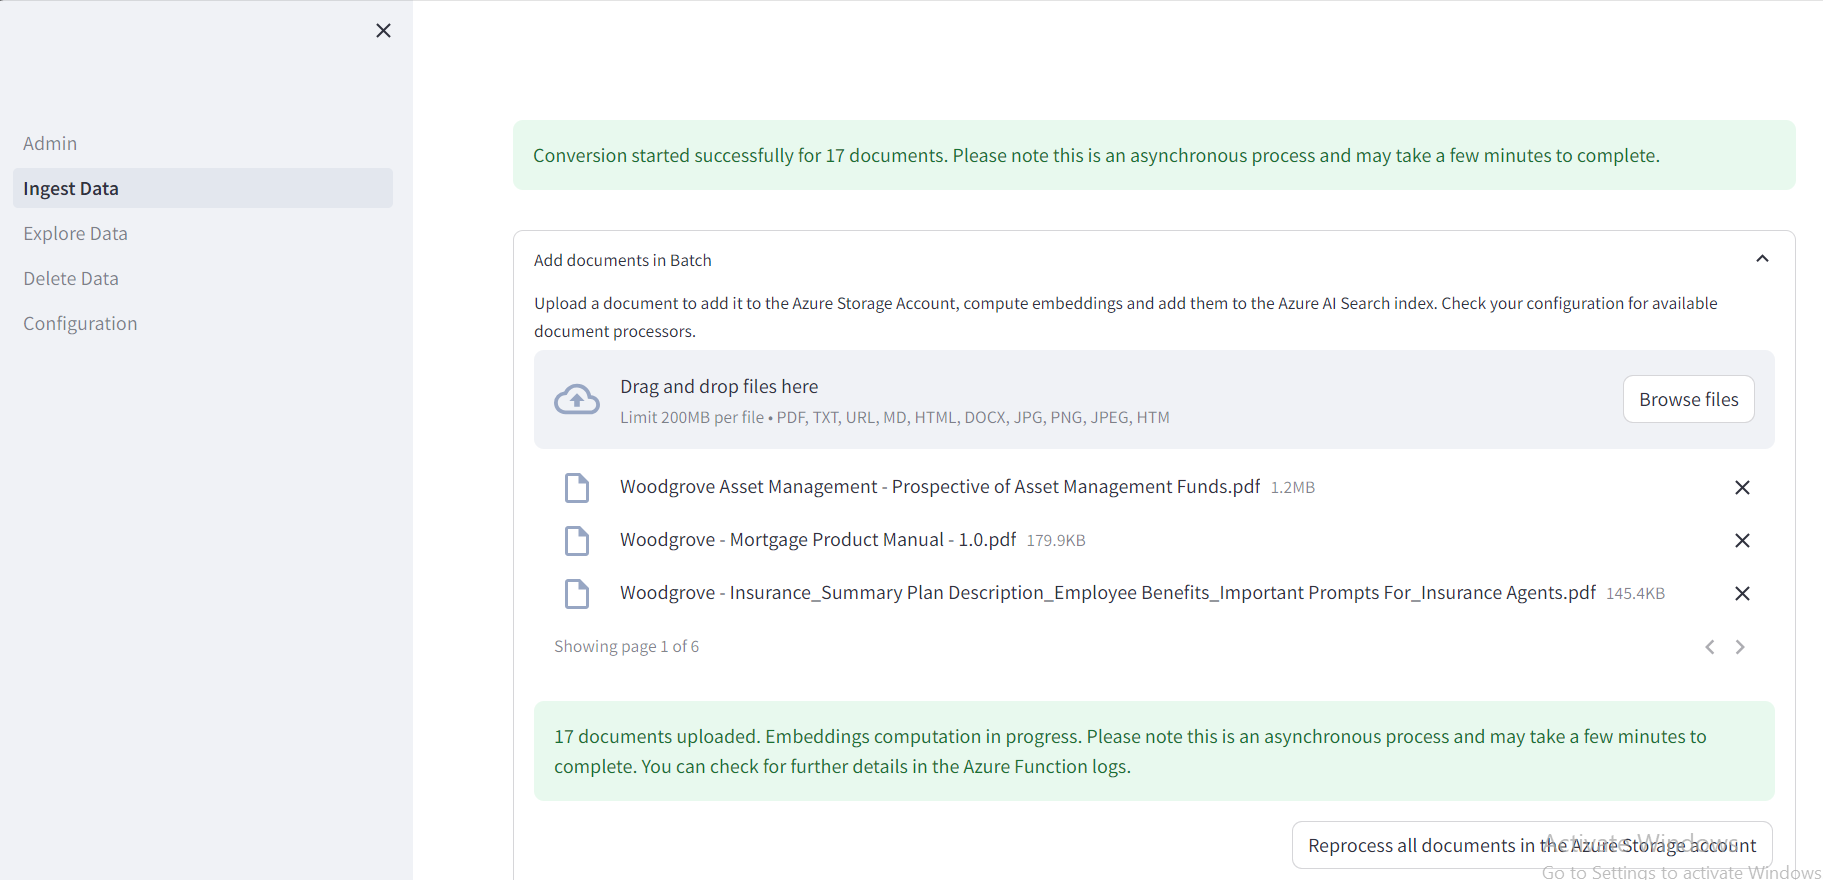 Admin
Ingest Data
Explore Data
Delete Data
Configuration
Conversion started successfully for 17 documents. Please note this is an asynchronous process and may take a few minutes to complete.
Add documents in Batch
Upload a document to add it to the Azure Storage Account, compute embeddings and add them to the Azure AI Search index. Check your configuration for available
document processors.
Drag and drop files here
Limit 200MB per file • PDF, TXT, URL, MD, HTML, DOCX, JPG, PNG, JPEG, HTM
Browse files
Woodgrove Asset Management - Prospective of Asset Management Funds.pdf 1.2MB
Woodgrove - Mortgage Product Manual - 1.0.pdf 179.9KB
Woodgrove - Insurance_Summary Plan Description_Employee Benefits_Important Prompts For_Insurance Agents.pdf 145.4KB
Showing page 1 of 6
17 documents uploaded. Embeddings computation in progress. Please note this is an asynchronous process and may take a few minutes to
complete. You can check for further details in the Azure Function logs.
Reprocess all documents in the Azure Storage account
Activate Windows
Go to Settings to activate Windows